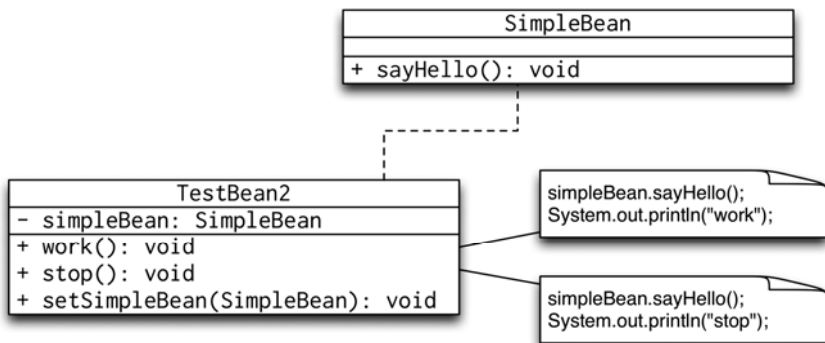 SimpleBean
+ sayHello(): void
TestBean2
- simpleBean: SimpleBean
+ work(): void
+ stop(): void
+ setSimpleBean(SimpleBean): void
simpleBean.sayHello();
System.out.println("work");
simpleBean.sayHello();
System.out.println("stop");